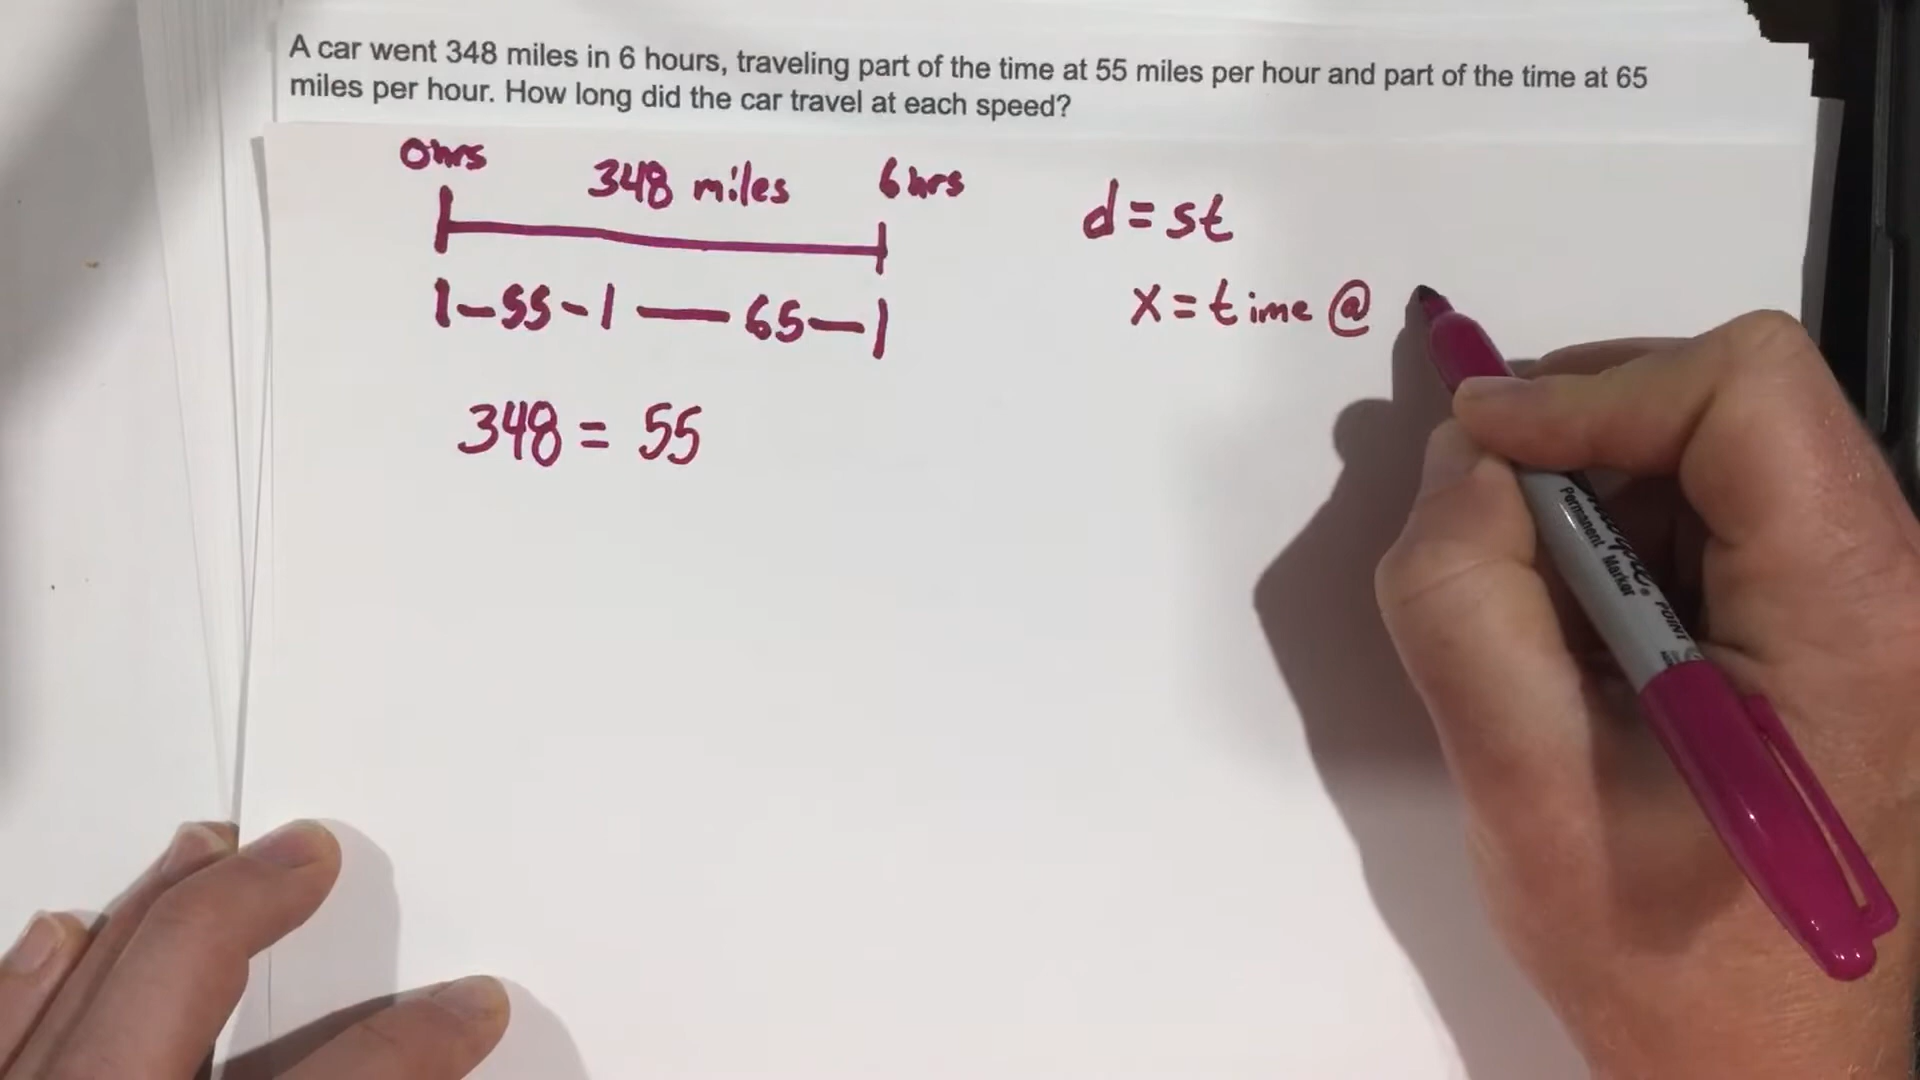 A car went 348 miles in 6 hours, traveling part of the time at 55 miles per hour and part of the time at 65
miles per hour. How long did the car travel at each speed?
0hrs 348 miles 6hrs
d=st
|-55-| — 65—|
x=time @
348 = 55
Permanent Marker
POINT